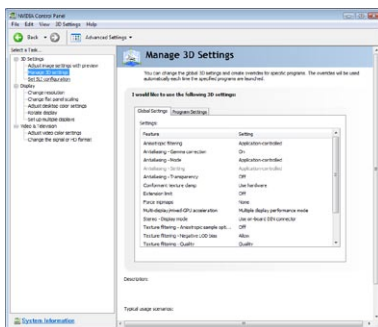 NVIDIA Control Panel
File Edit View 3D Settings Help
Back Advanced Settings
Select a Task...
3D Settings
Adjust image settings with preview
Manage 3D settings
Set SLI configuration
Display
Change resolution
Change flat panel scaling
Adjust desktop color settings
Rotate display
Set up multiple displays
Video & Television
Adjust video color settings
Change the signal or HD format
System Information
Manage 3D Settings
You can change the global 3D settings and create overrides for specific programs. The overrides will be used
automatically each time the specified programs are launched.
I would like to use the following 3D settings:
Global Settings Program Settings
Settings:
Feature Setting
Anisotropic filtering Application-controlled
Antialiasing - Gamma correction On
Antialiasing - Mode Application-controlled
Antialiasing - Setting Application-controlled
Antialiasing - Transparency Off
Conformant texture clamp Use hardware
Extension limit Off
Force mipmaps None
Multi-display/mixed-GPU acceleration Multiple display performance mode
Stereo - Display mode Use on-board DIN connector
Texture filtering - Anisotropic sample opti... Off
Texture filtering - Negative LOD bias Allow
Texture filtering - Quality Quality
Description:
Typical usage scenarios: